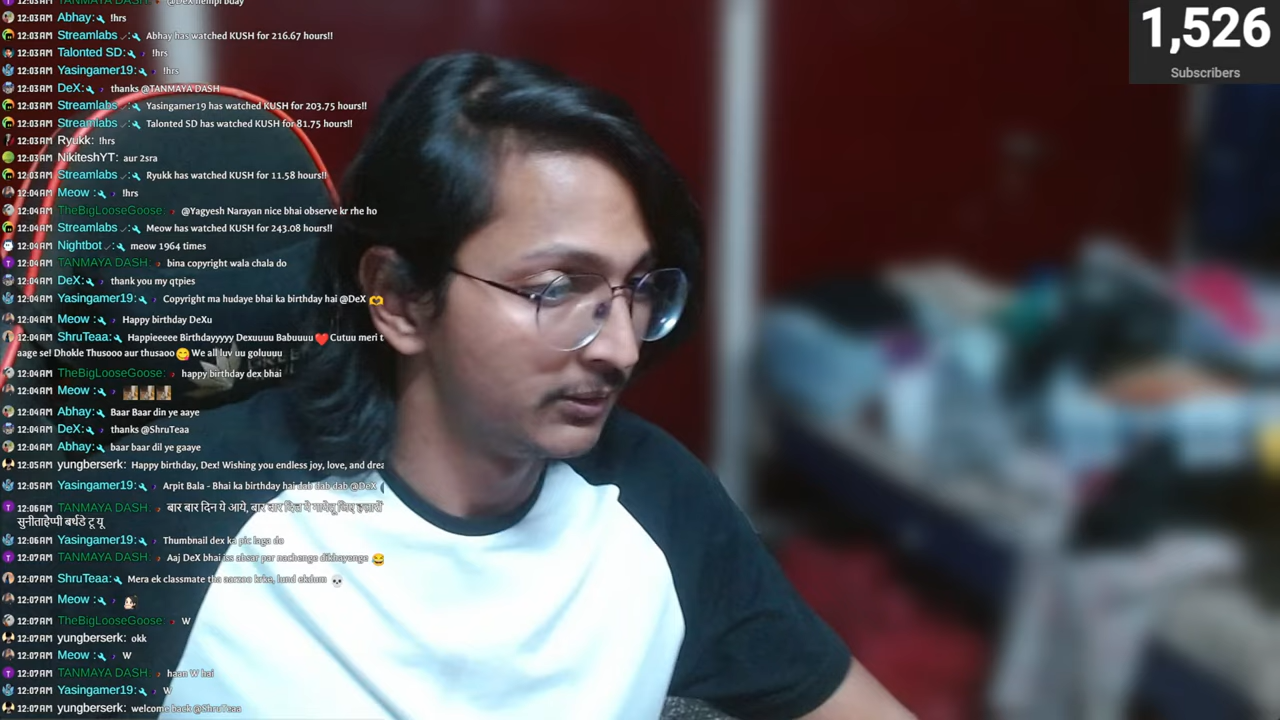 12:03AM TANMAYA DASH: @DeX hempi bday
12:03AM Abhay: !hrs
12:03AM Streamlabs: Abhay has watched KUSH for 216.67 hours!!
12:03AM Talonted SD: !hrs
12:03AM Yasingamer19: !hrs
12:03AM DeX: thanks @TANMAYA DASH
12:03AM Streamlabs: Yasingamer19 has watched KUSH for 203.75 hours!!
12:03AM Streamlabs: Talonted SD has watched KUSH for 81.75 hours!!
12:03AM Ryukk: !hrs
12:03AM NikiteshYT: aur 2sra
12:03AM Streamlabs: Ryukk has watched KUSH for 11.58 hours!!
12:04AM Meow : !hrs
12:04AM TheBigLooseGoose: @Yagyesh Narayan nice bhai observe kr rhe ho
12:04AM Streamlabs: Meow has watched KUSH for 243.08 hours!!
12:04AM Nightbot: meow 1964 times
12:04AM TANMAYA DASH: bina copyright wala chala do
12:04AM DeX: thank you my qtpies
12:04AM Yasingamer19: Copyright ma hudaye bhai ka birthday hai @DeX 🫶
12:04AM Meow : Happy birthday DeXu
12:04AM ShruTeaa: Happieeeee Birthdayyyyy Dexuuuu Babuuuu❤️Cutuu meri t
aage se! Dhokle Thusooo aur thusaoo😋We all luv uu goluuuu
12:04AM TheBigLooseGoose: happy birthday dex bhai
12:04AM Meow :
12:04AM Abhay: Baar Baar din ye aaye
12:04AM DeX: thanks @ShruTeaa
12:04AM Abhay: baar baar dil ye gaaye
12:05AM yungberserk: Happy birthday, Dex! Wishing you endless joy, love, and drea
12:05AM Yasingamer19: Arpit Bala - Bhai ka birthday hai dab dab dab @DeX
12:06AM TANMAYA DASH: बार बार दिन ये आये, बार बार दिल ये गायेतू जिए हज़ारों
सुनीताहैप्पी बर्थडे टू यू
12:06AM Yasingamer19: Thumbnail dex ka pic laga do
12:07AM TANMAYA DASH: Aaj DeX bhai iss absar par nachenge dikhayenge 😂
12:07AM ShruTeaa: Mera ek classmate tha aarzoo krke, lund ekdum 💀
12:07AM Meow :
12:07AM TheBigLooseGoose: W
12:07AM yungberserk: okk
12:07AM Meow : W
12:07AM TANMAYA DASH: haan W hai
12:07AM Yasingamer19: W
12:07AM yungberserk: welcome back @ShruTeaa
1,526
Subscribers